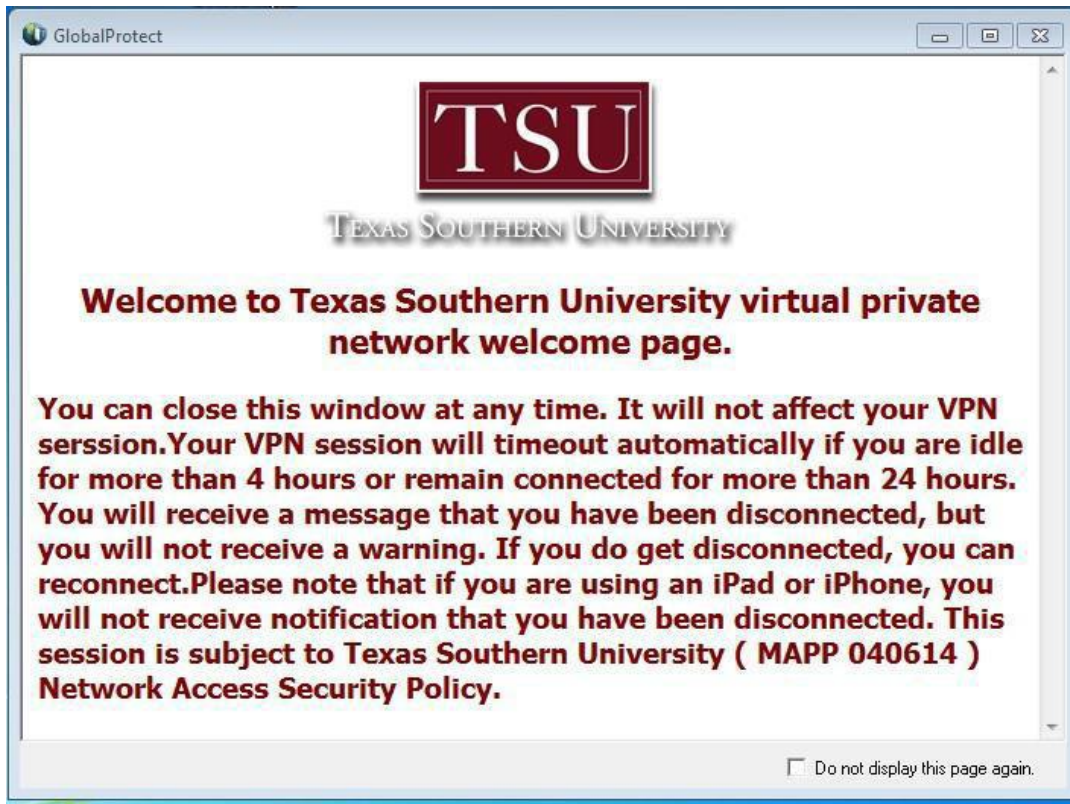 GlobalProtect
TSU
TEXAS SOUTHERN UNIVERSITY
Welcome to Texas Southern University virtual private
network welcome page.
You can close this window at any time. It will not affect your VPN
serssion.Your VPN session will timeout automatically if you are idle
for more than 4 hours or remain connected for more than 24 hours.
You will receive a message that you have been disconnected, but
you will not receive a warning. If you do get disconnected, you can
reconnect.Please note that if you are using an iPad or iPhone, you
will not receive notification that you have been disconnected. This
session is subject to Texas Southern University ( MAPP 040614 )
Network Access Security Policy.
Do not display this page again.